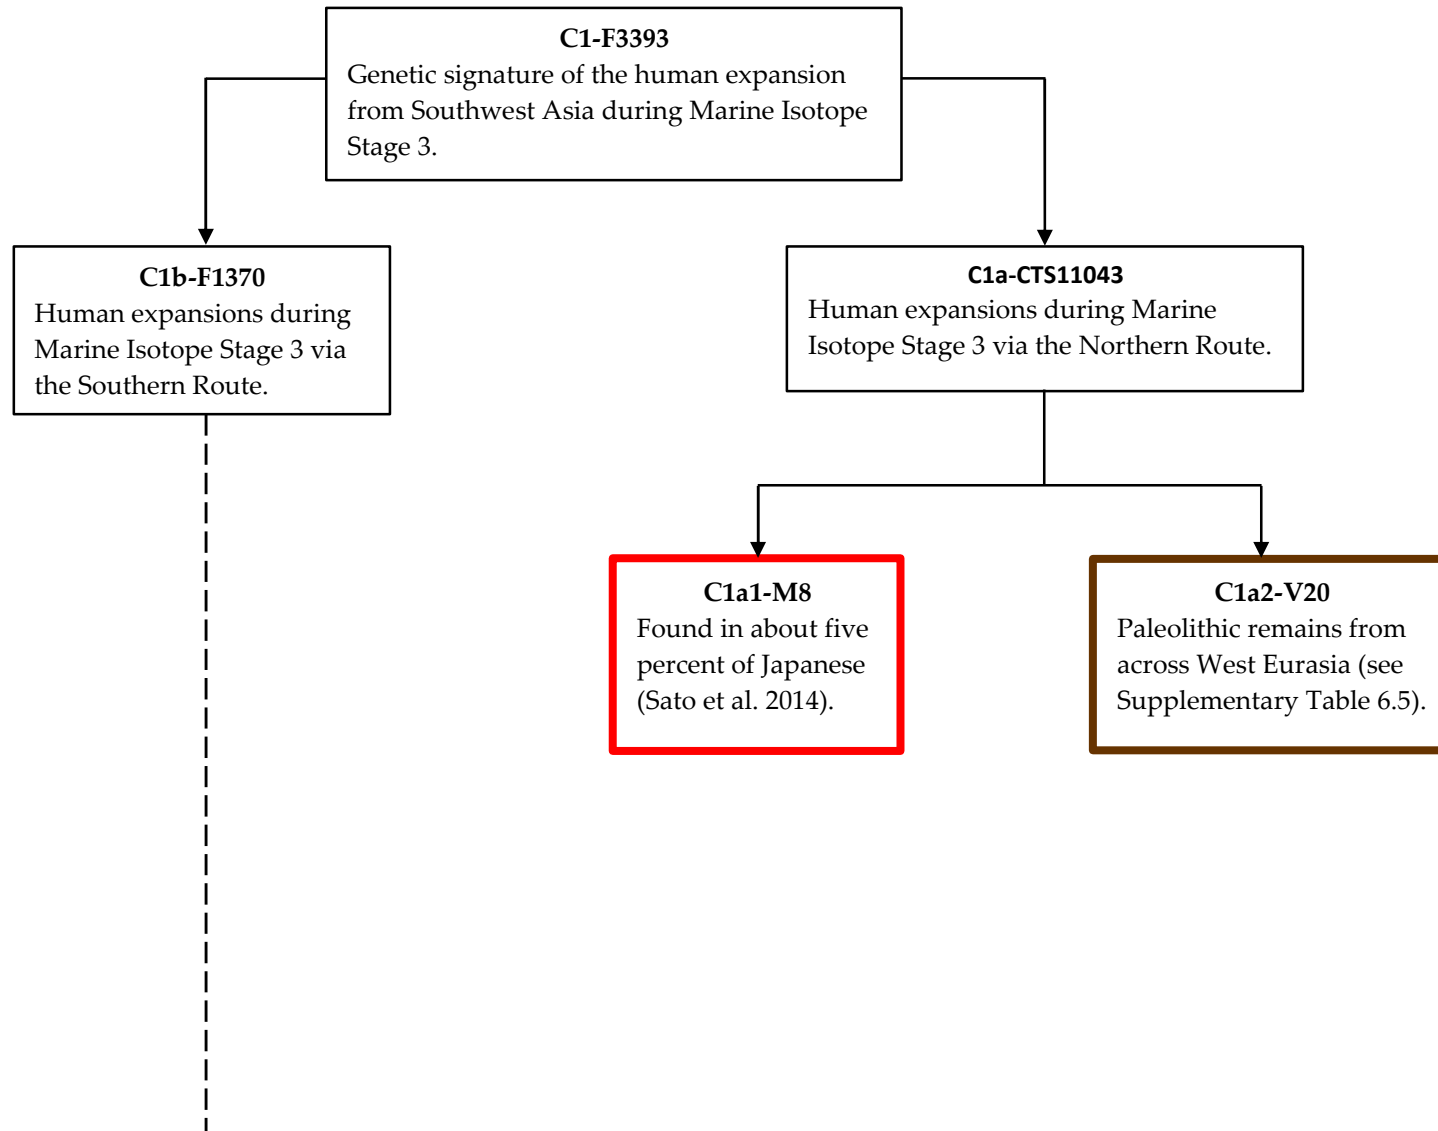 C1-F3393
Genetic signature of the human expansion
from Southwest Asia during Marine Isotope
Stage 3.
C1b-F1370
Human expansions during
Marine Isotope Stage 3 via
the Southern Route.
C1a-CTS11043
Human expansions during Marine
Isotope Stage 3 via the Northern Route.
C1a1-M8
Found in about five
percent of Japanese
(Sato et al. 2014).
C1a2-V20
Paleolithic remains from
across West Eurasia (see
Supplementary Table 6.5).